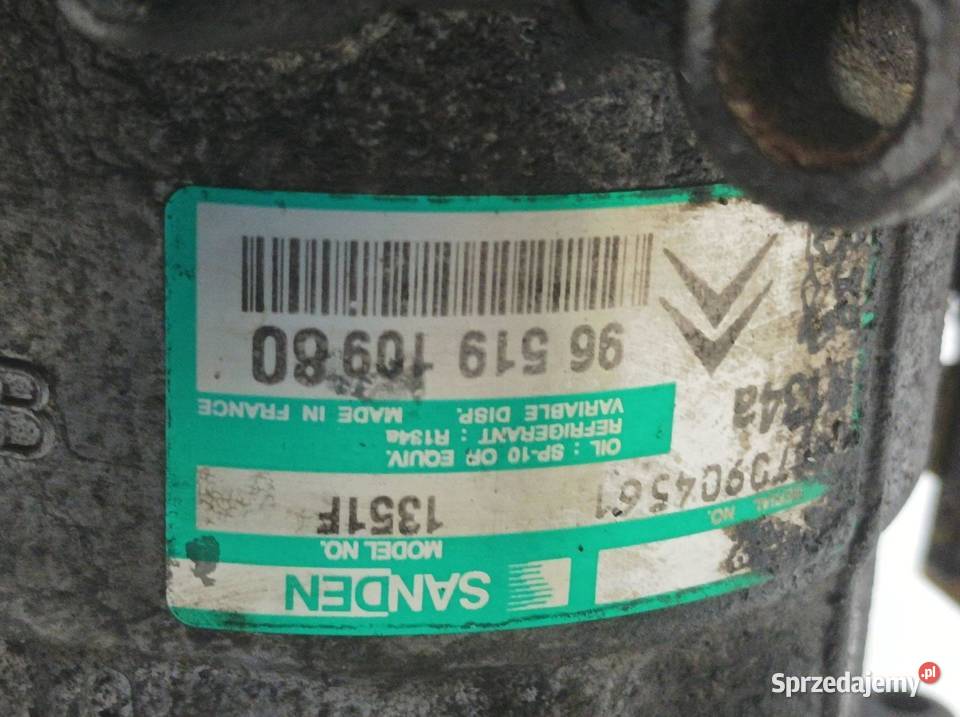 SANDEN
SERIAL NO.
MODEL NO.
1351F
OIL : SP-10 OR EQUIV.
REFRIGERANT : R134a
VARIABLE DISP. MADE IN FRANCE
R134a
96 519 109 80
B
Sprzedajemy.pl